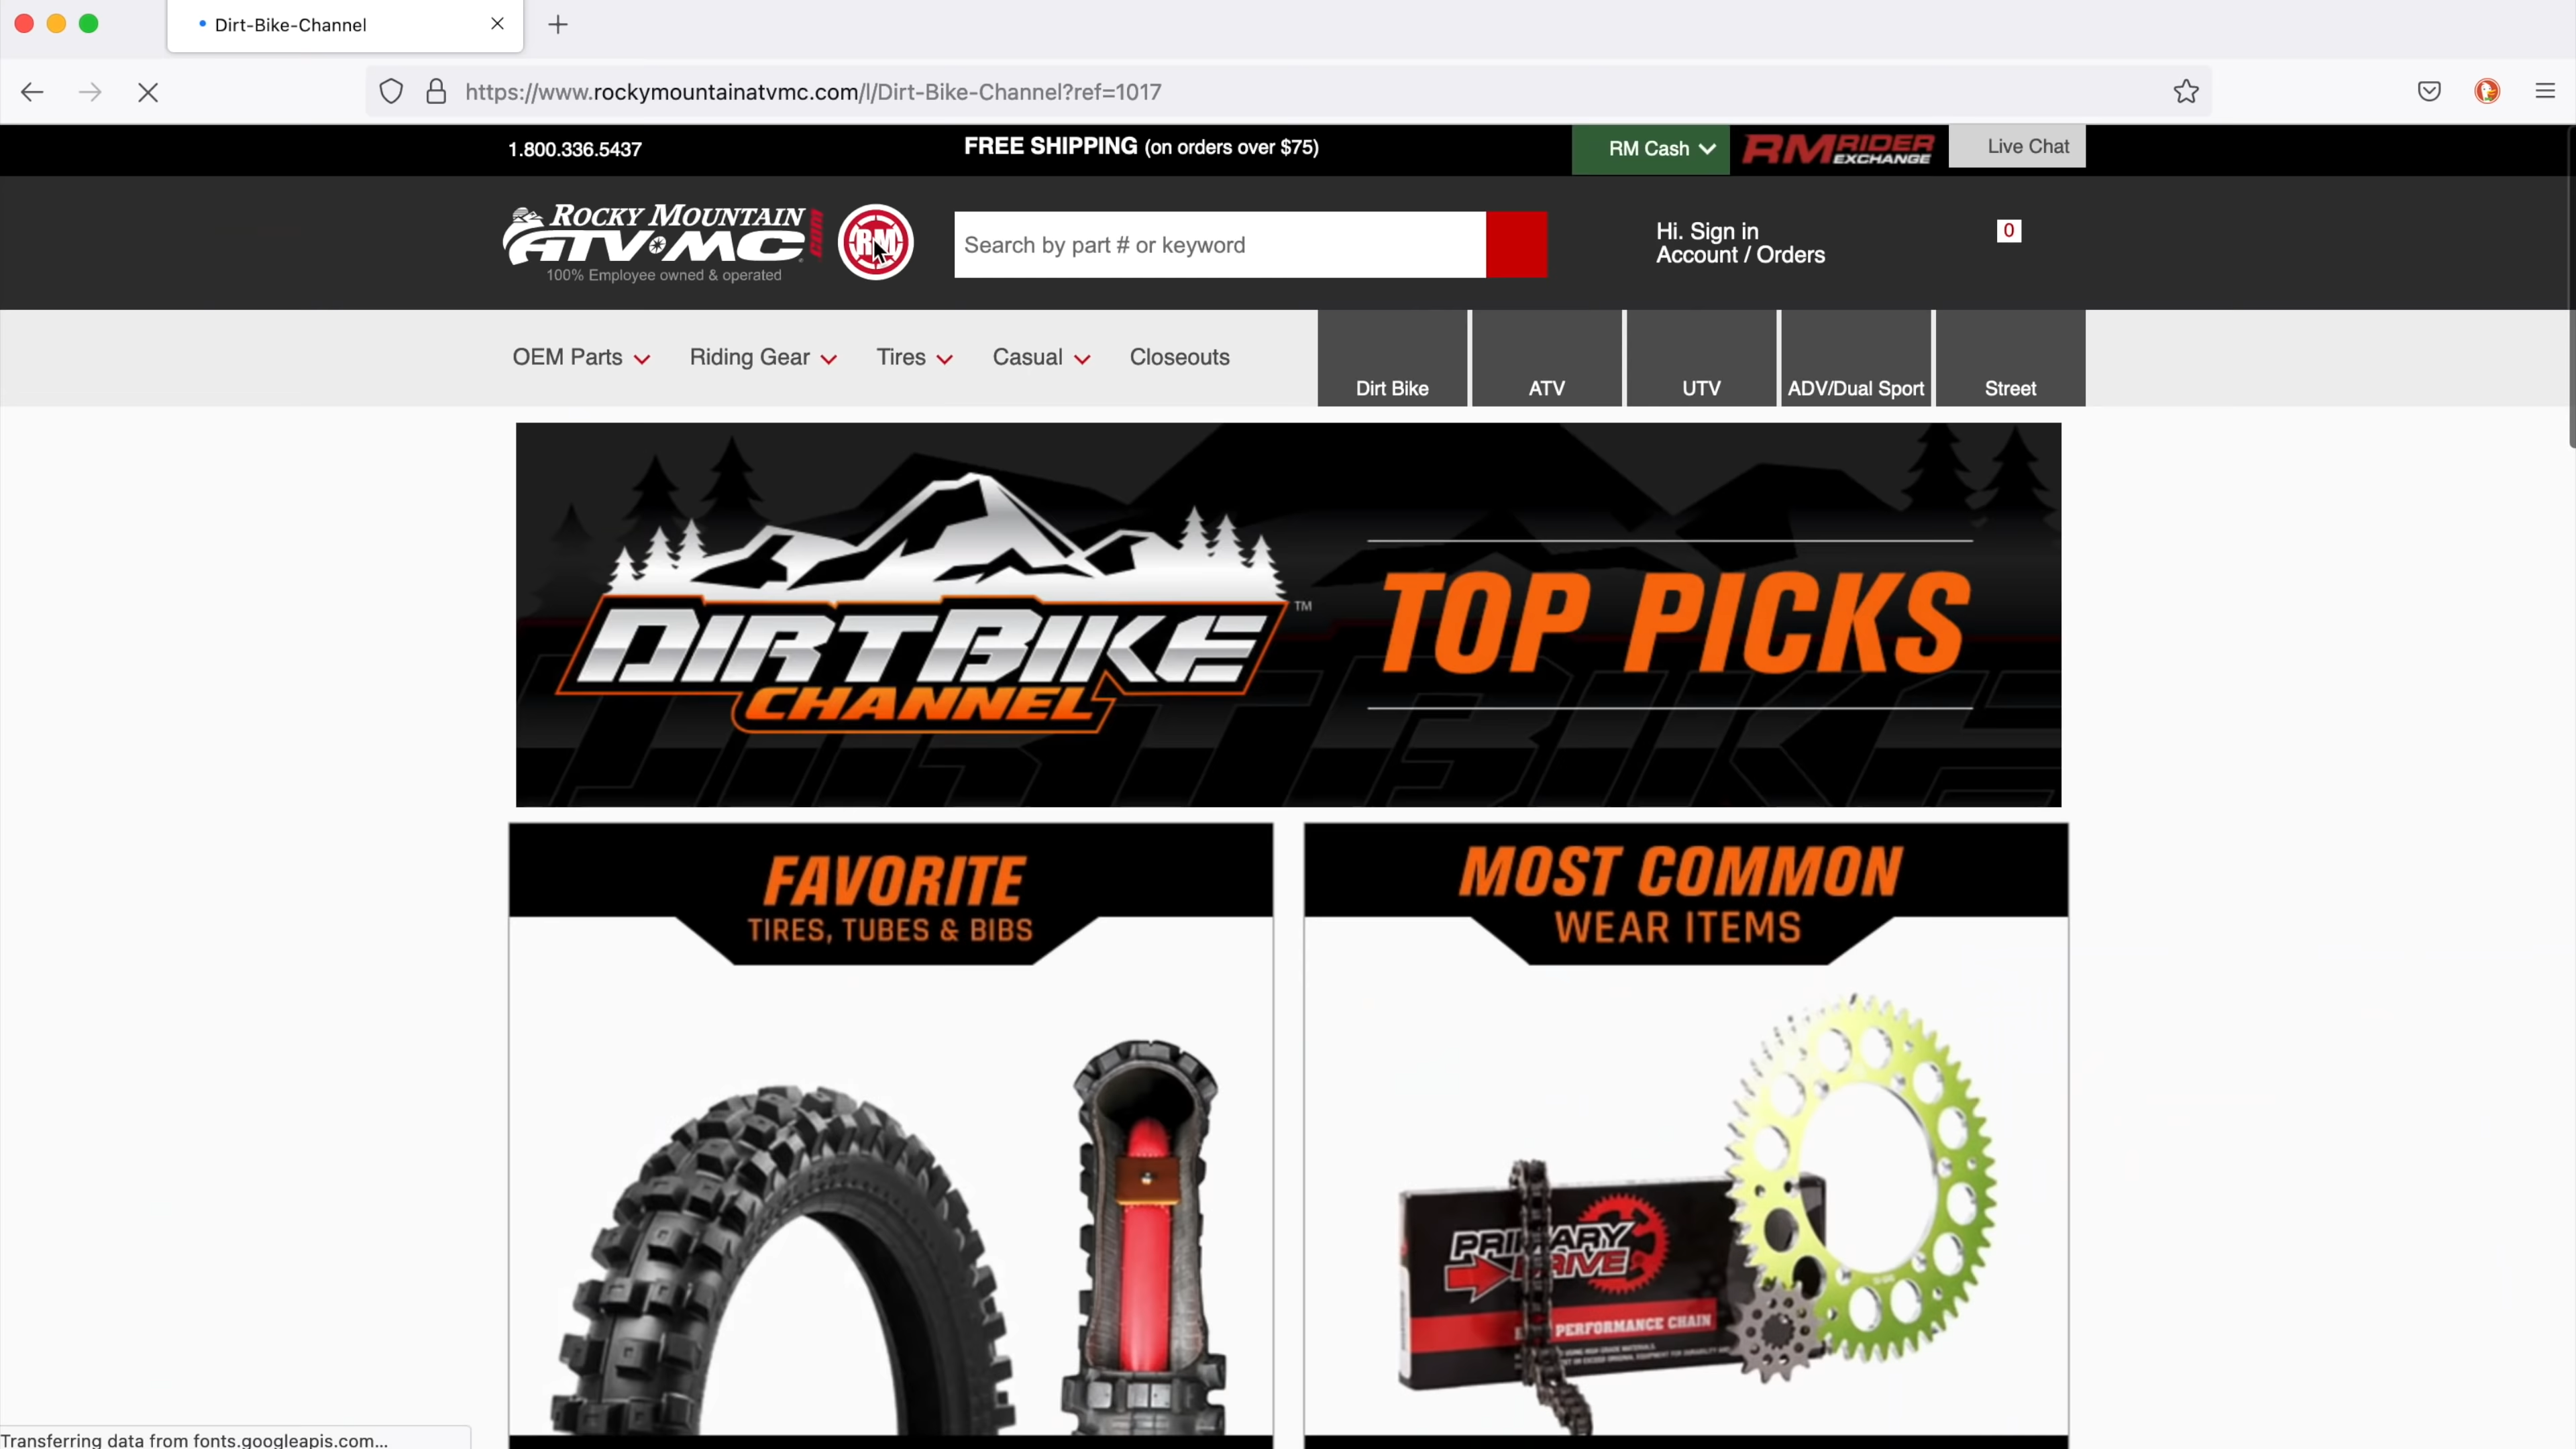 Dirt-Bike-Channel
https://www.rockymountainatvmc.com/l/Dirt-Bike-Channel?ref=1017
1.800.336.5437
FREE SHIPPING (on orders over $75)
RM Cash
RM RIDER EXCHANGE
Live Chat
ROCKY MOUNTAIN
ATV MC .com
100% Employee owned & operated
RM
Search by part # or keyword
Hi. Sign in
Account / Orders
0
OEM Parts
Riding Gear
Tires
Casual
Closeouts
Dirt Bike
ATV
UTV
ADV/Dual Sport
Street
DIRT BIKE ™
CHANNEL
TOP PICKS
FAVORITE
TIRES, TUBES & BIBS
MOST COMMON
WEAR ITEMS
PRIMARY
DRIVE
PERFORMANCE CHAIN
Transferring data from fonts.googleapis.com...